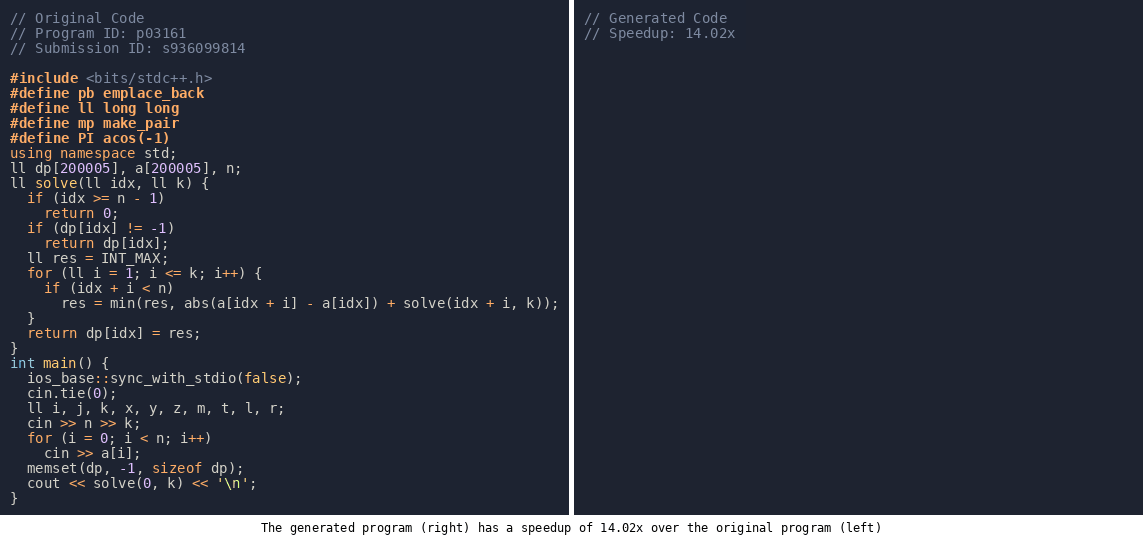 // Original Code
// Program ID: p03161
// Submission ID: s936099814

#include <bits/stdc++.h>
#define pb emplace_back
#define ll long long
#define mp make_pair
#define PI acos(-1)
using namespace std;
ll dp[200005], a[200005], n;
ll solve(ll idx, ll k) {
  if (idx >= n - 1)
    return 0;
  if (dp[idx] != -1)
    return dp[idx];
  ll res = INT_MAX;
  for (ll i = 1; i <= k; i++) {
    if (idx + i < n)
      res = min(res, abs(a[idx + i] - a[idx]) + solve(idx + i, k));
  }
  return dp[idx] = res;
}
int main() {
  ios_base::sync_with_stdio(false);
  cin.tie(0);
  ll i, j, k, x, y, z, m, t, l, r;
  cin >> n >> k;
  for (i = 0; i < n; i++)
    cin >> a[i];
  memset(dp, -1, sizeof dp);
  cout << solve(0, k) << '\n';
}
// Generated Code
// Speedup: 14.02x
The generated program (right) has a speedup of 14.02x over the original program (left)